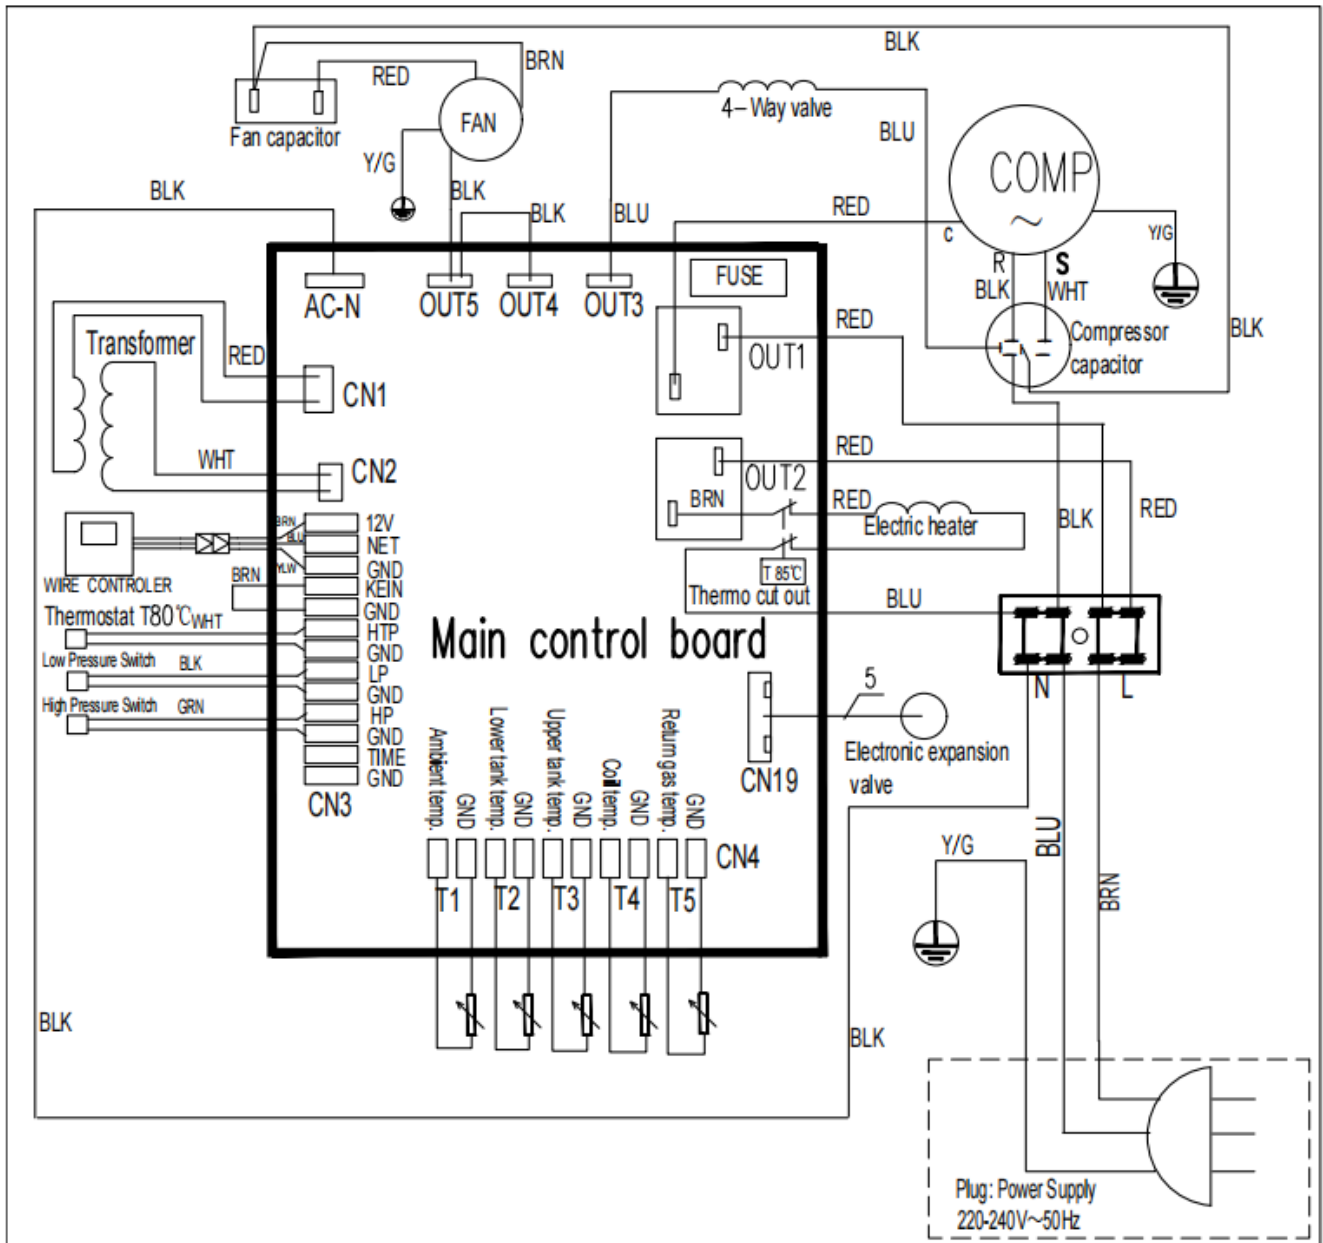 BLK
BRN
RED
4-Way valve
Fan capacitor
FAN
BLU
COMP
~
Y/G
BLK
BLK
BLK
BLU
RED
C
Y/G
R
S
BLK
WHT
AC-N
OUT5
OUT4
OUT3
FUSE
RED
Compressor
capacitor
BLK
Transformer
RED
OUT1
CN1
WHT
CN2
RED
OUT2
BRN
RED
Electric heater
BLK
RED
BRN
12V
BLU
NET
YLW
GND
T 85℃
WIRE CONTROLER
BRN
KEIN
Thermo cut out
BLU
Thermostat T80℃
WHT
GND
HTP
Main control board
GND
Low Pressure Switch
BLK
LP
GND
N
L
High Pressure Switch
GRN
HP
GND
5
TIME
GND
CN3
Ambient temp.
GND
Lower tank temp.
GND
Upper tank temp.
GND
Coil temp.
GND
Return gas temp.
GND
CN19
Electronic expansion
valve
CN4
T1
T2
T3
T4
T5
Y/G
BLU
BRN
BLK
BLK
Plug: Power Supply
220-240V~50Hz